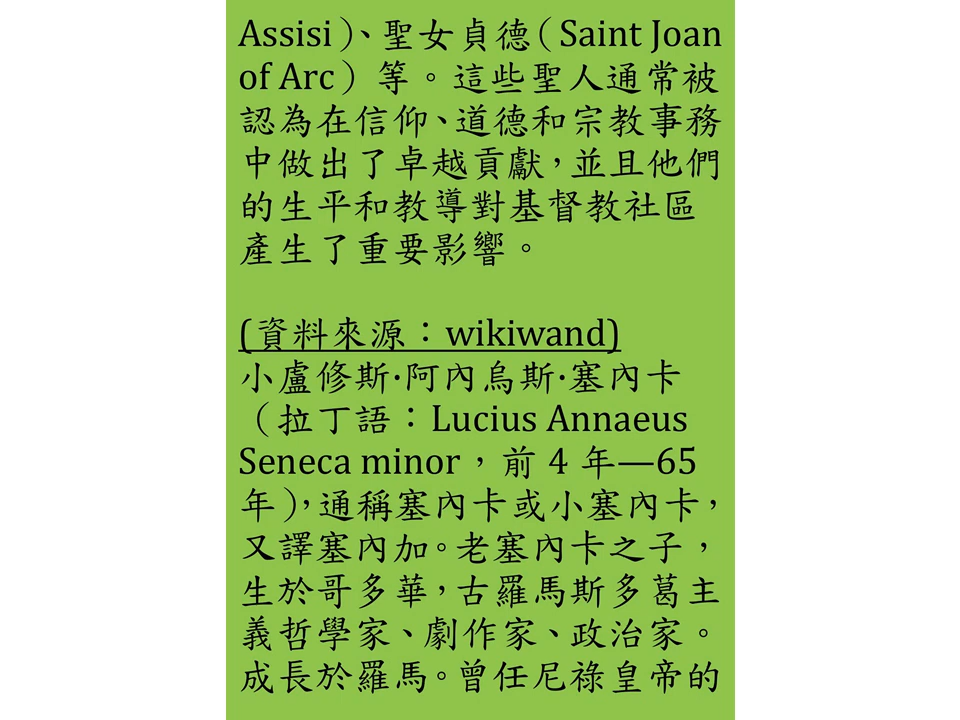 Assisi）、聖女貞德（Saint Joan
of Arc）等。這些聖人通常被
認為在信仰、道德和宗教事務
中做出了卓越貢獻，並且他們
的生平和教導對基督教社區
產生了重要影響。
(資料來源：wikiwand)
小盧修斯·阿內烏斯·塞內卡
（拉丁語：Lucius Annaeus
Seneca minor，前 4 年—65
年），通稱塞內卡或小塞內卡，
又譯塞內加。老塞內卡之子，
生於哥多華，古羅馬斯多葛主
義哲學家、劇作家、政治家。
成長於羅馬。曾任尼祿皇帝的